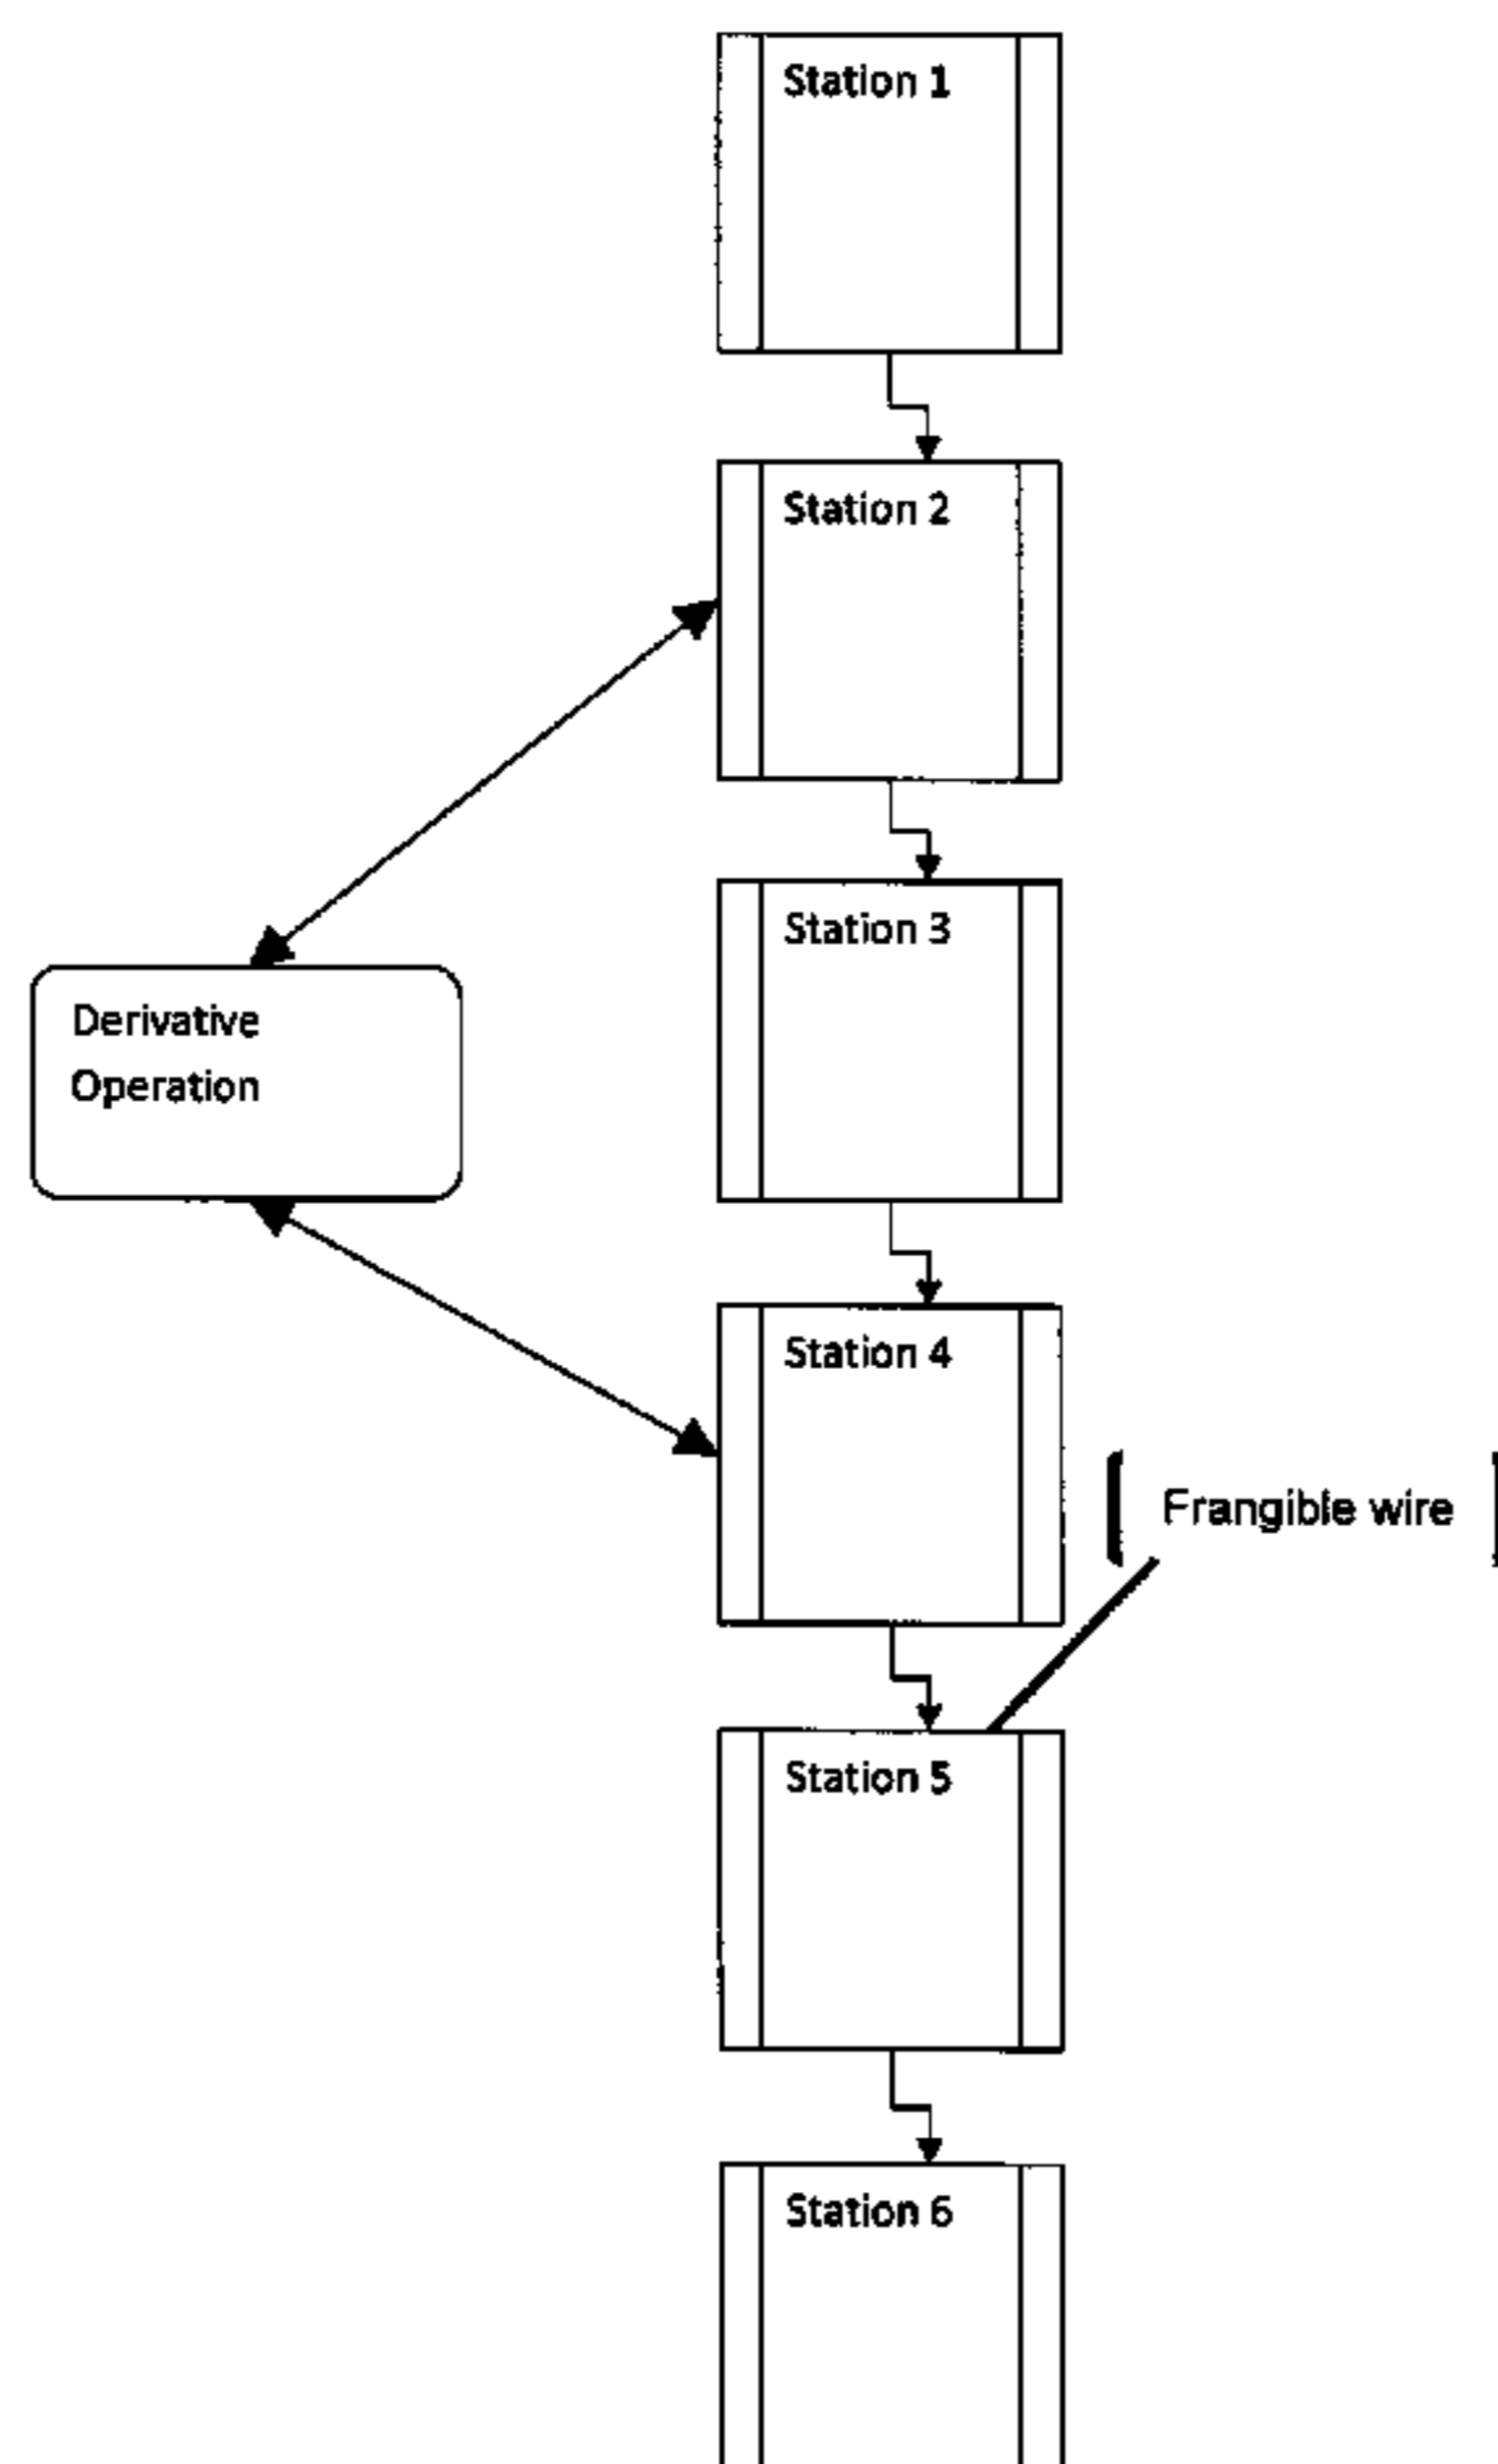 Station 1
Station 2
Station 3
Derivative
Operation
Station 4
Frangible wire
Station 5
Station 6